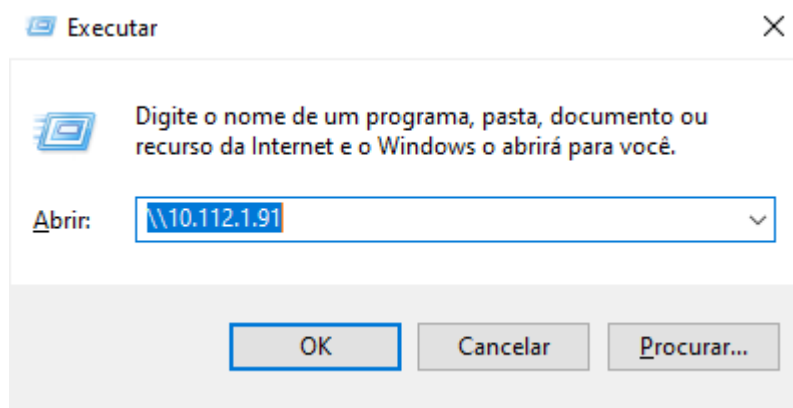 Executar
Digite o nome de um programa, pasta, documento ou
recurso da Internet e o Windows o abrirá para você.
Abrir:
\\10.112.1.91
OK
Cancelar
Procurar...